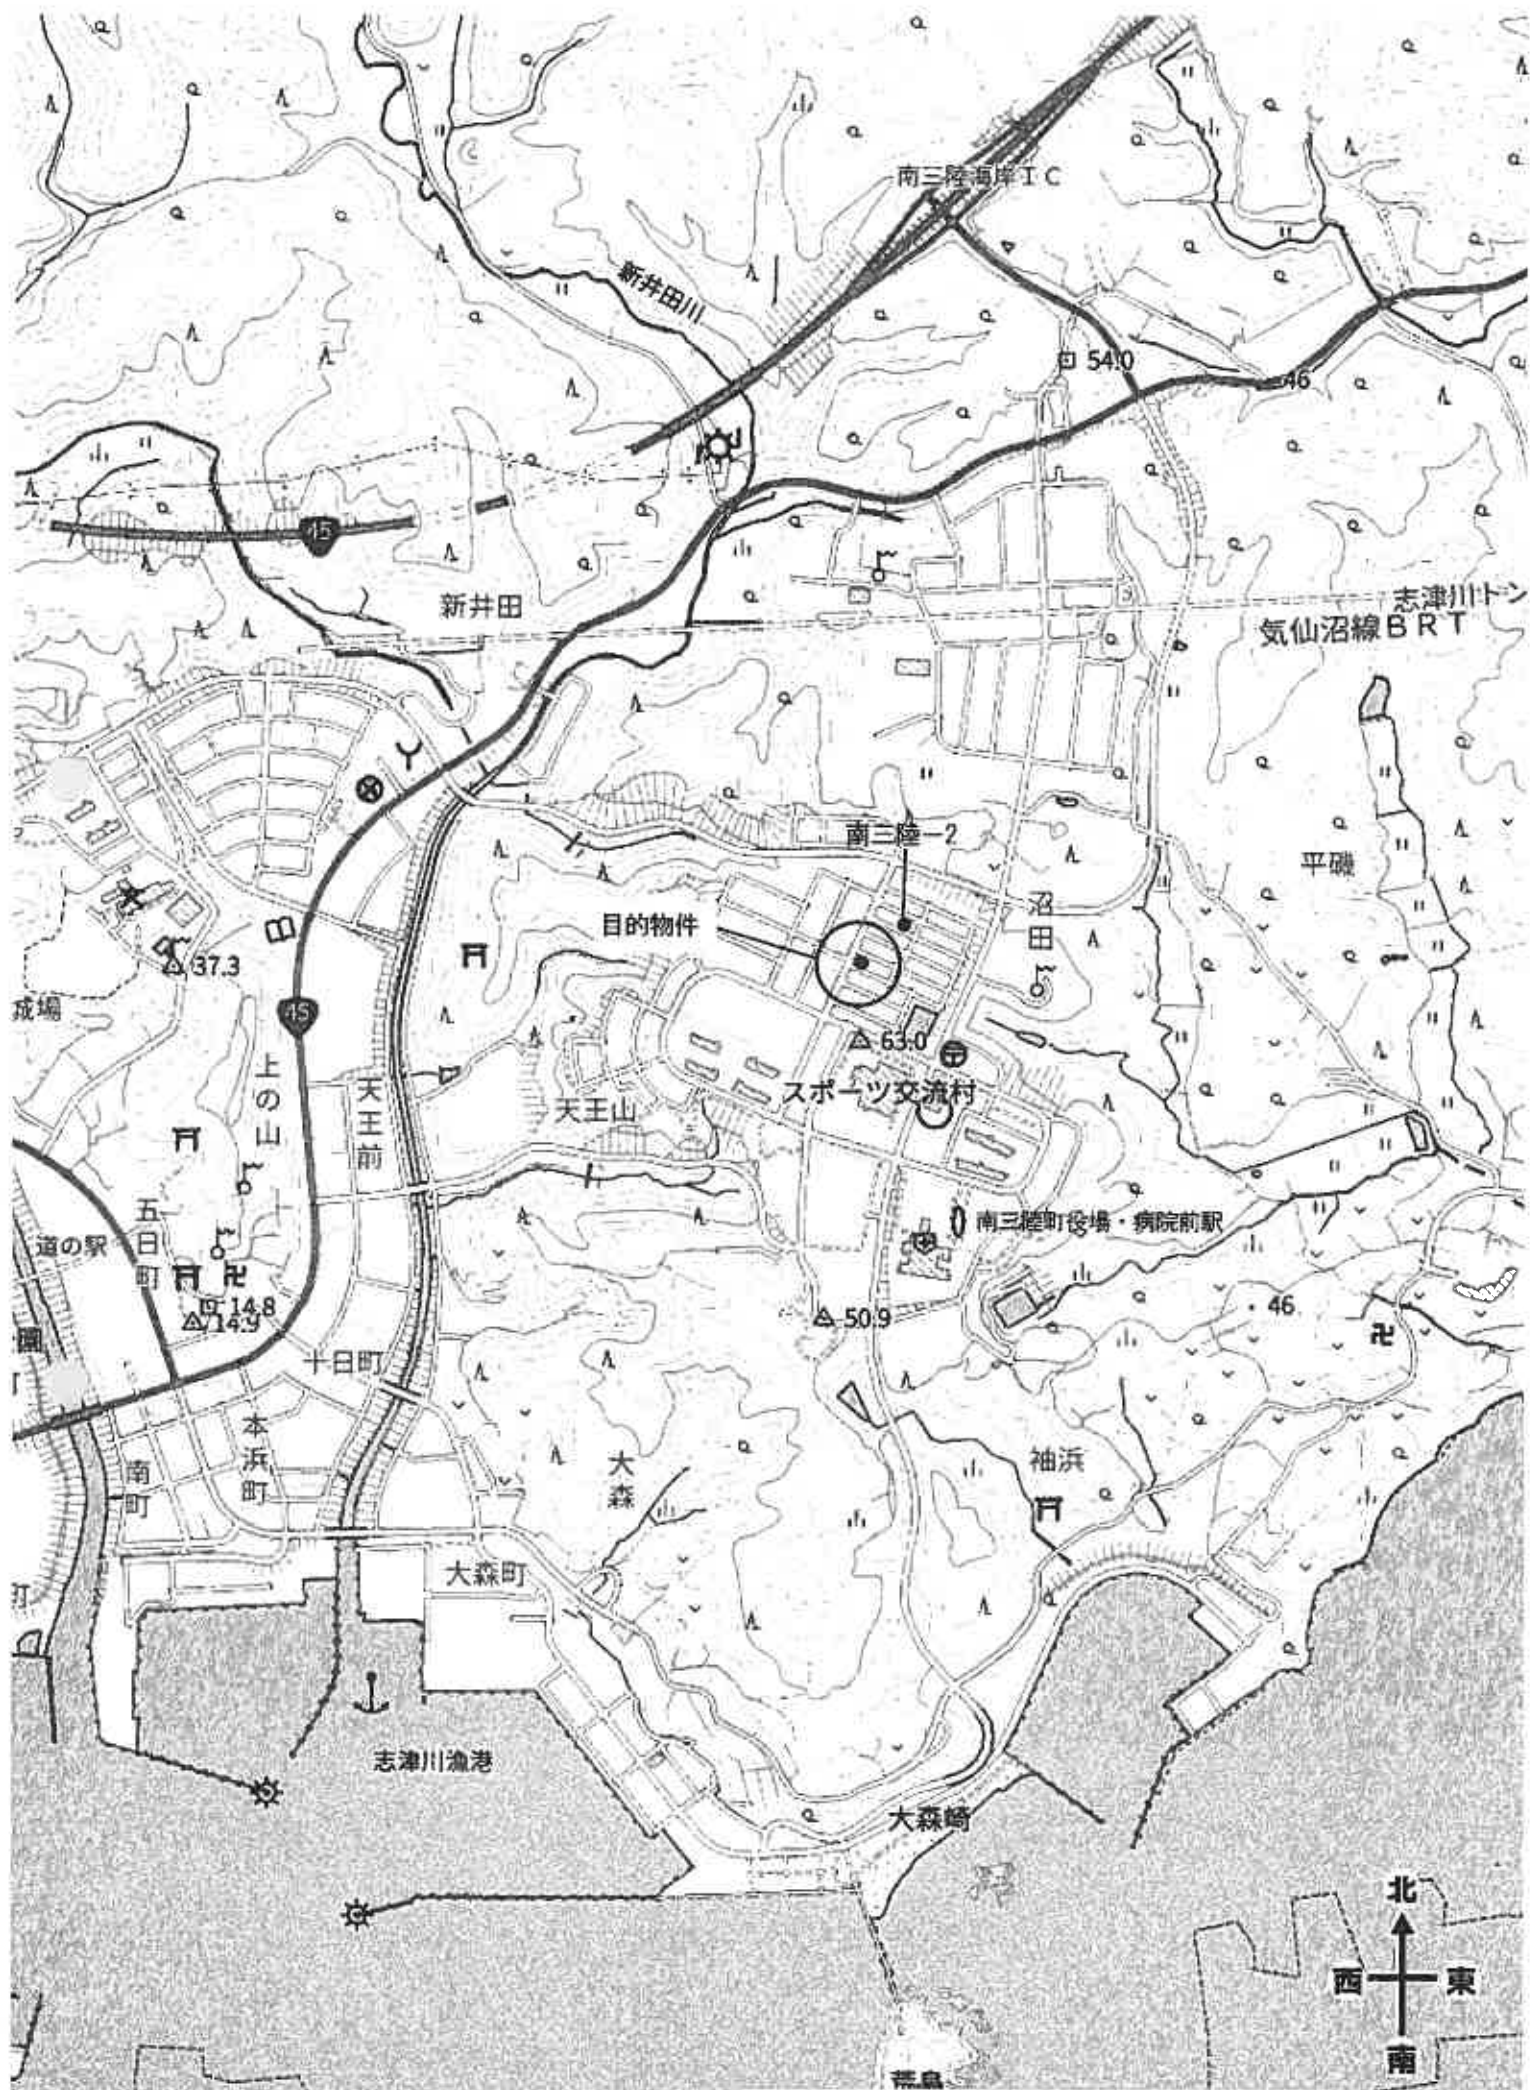 南三陸海岸IC
新井田川
54.0
46
45
新井田
志津川トン
気仙沼線BRT
南三陸-2
平磯
目的物件
沼田
37.3
成場
45
63.0
上の山
天王前
天王山
スポーツ交流村
五日町
道の駅
南三陸町役場・病院前駅
14.8
14.9
46
50.9
園
町
十日町
本浜町
南町
大森
袖浜
大森町
町
志津川漁港
大森崎
湾
北
西
東
南
荒島